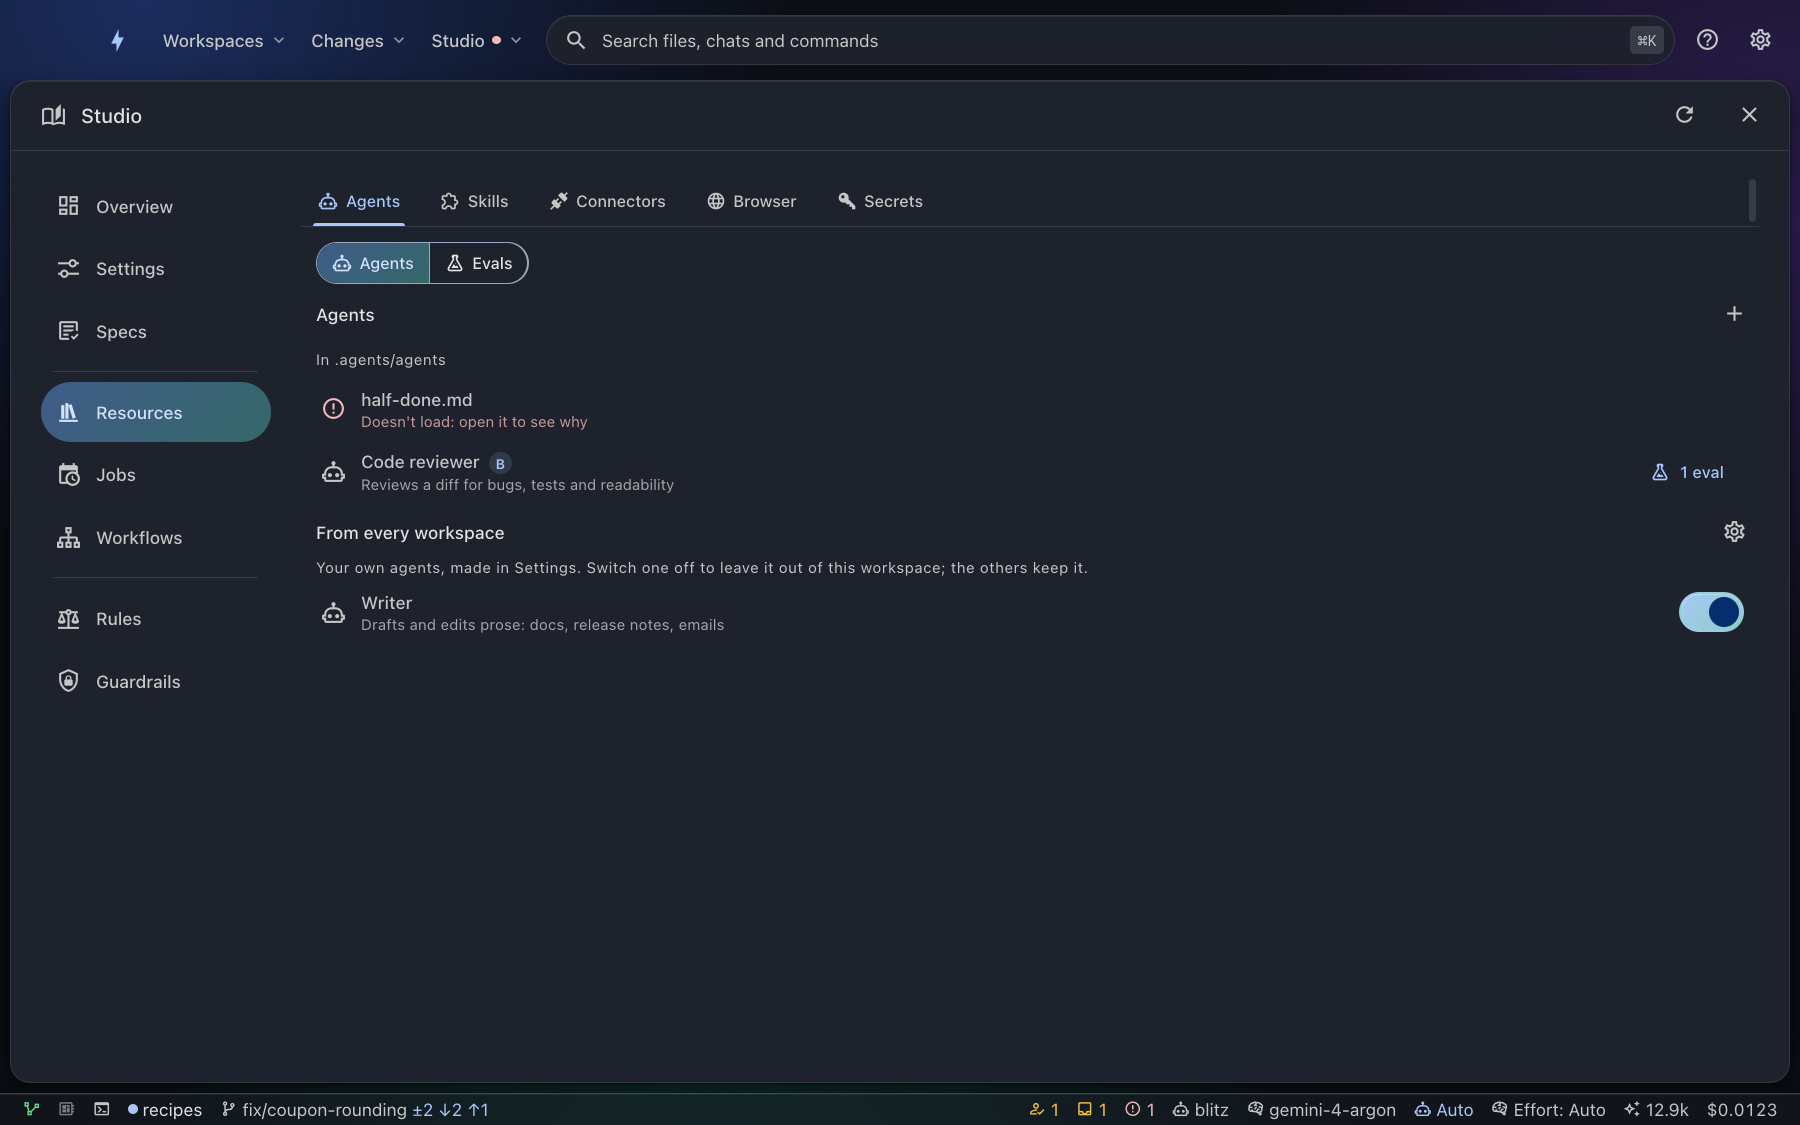 Workspaces
Changes
Studio
Search files, chats and commands
⌘K
Studio
Overview
Settings
Specs
Resources
Jobs
Workflows
Rules
Guardrails
Agents
Skills
Connectors
Browser
Secrets
Agents
Evals
Agents
In .agents/agents
half-done.md
Doesn't load: open it to see why
Code reviewer B
Reviews a diff for bugs, tests and readability
1 eval
From every workspace
Your own agents, made in Settings. Switch one off to leave it out of this workspace; the others keep it.
Writer
Drafts and edits prose: docs, release notes, emails
recipes fix/coupon-rounding ±2 ↓2 ↑1 1 1 1 blitz gemini-4-argon Auto Effort: Auto 12.9k $0.0123